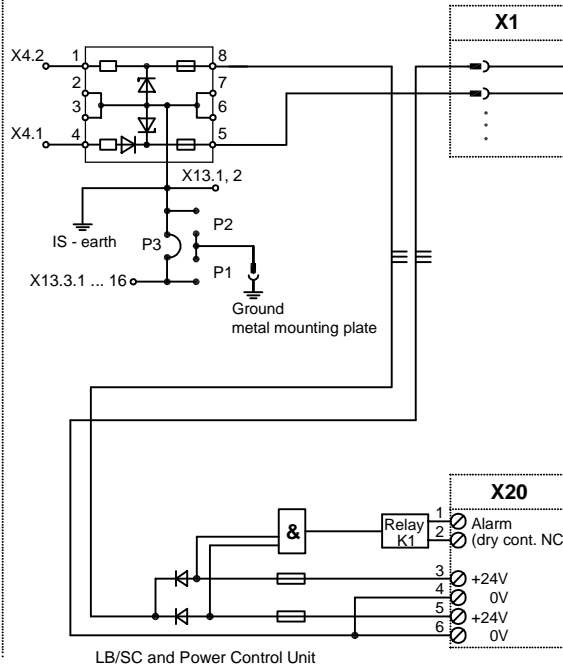 X1
X4.2
1
8
2
7
3
6
X4.1
4
5
X13.1, 2
IS - earth
P3
P2
P1
X13.3.1 ... 16
Ground
metal mounting plate
X20
&
Relay
K1
1
Alarm
2
(dry cont. NC
3
+24V
4
0V
5
+24V
6
0V
LB/SC and Power Control Unit